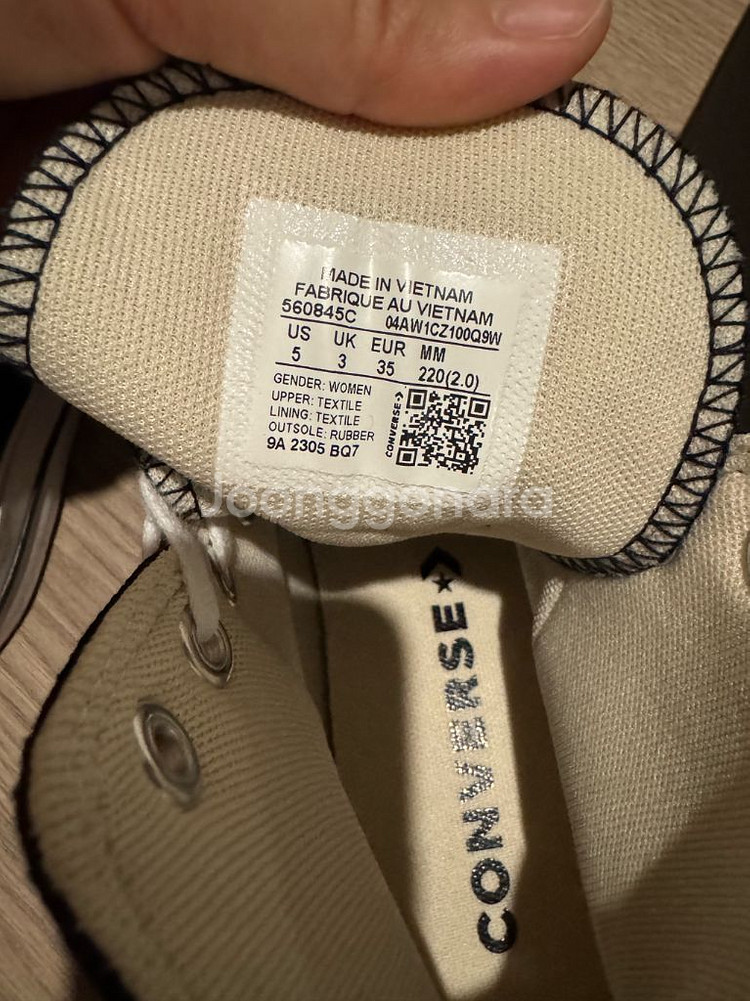 MADE IN VIETNAM
FABRIQUE AU VIETNAM
560845C 04AW1CZ100Q9W
US UK EUR MM
5 3 35 220(2.0)
GENDER: WOMEN
UPPER: TEXTILE
LINING: TEXTILE
OUTSOLE: RUBBER
9A 2305 BQ7
CONVERSE
Joonggonara
CONVERSE